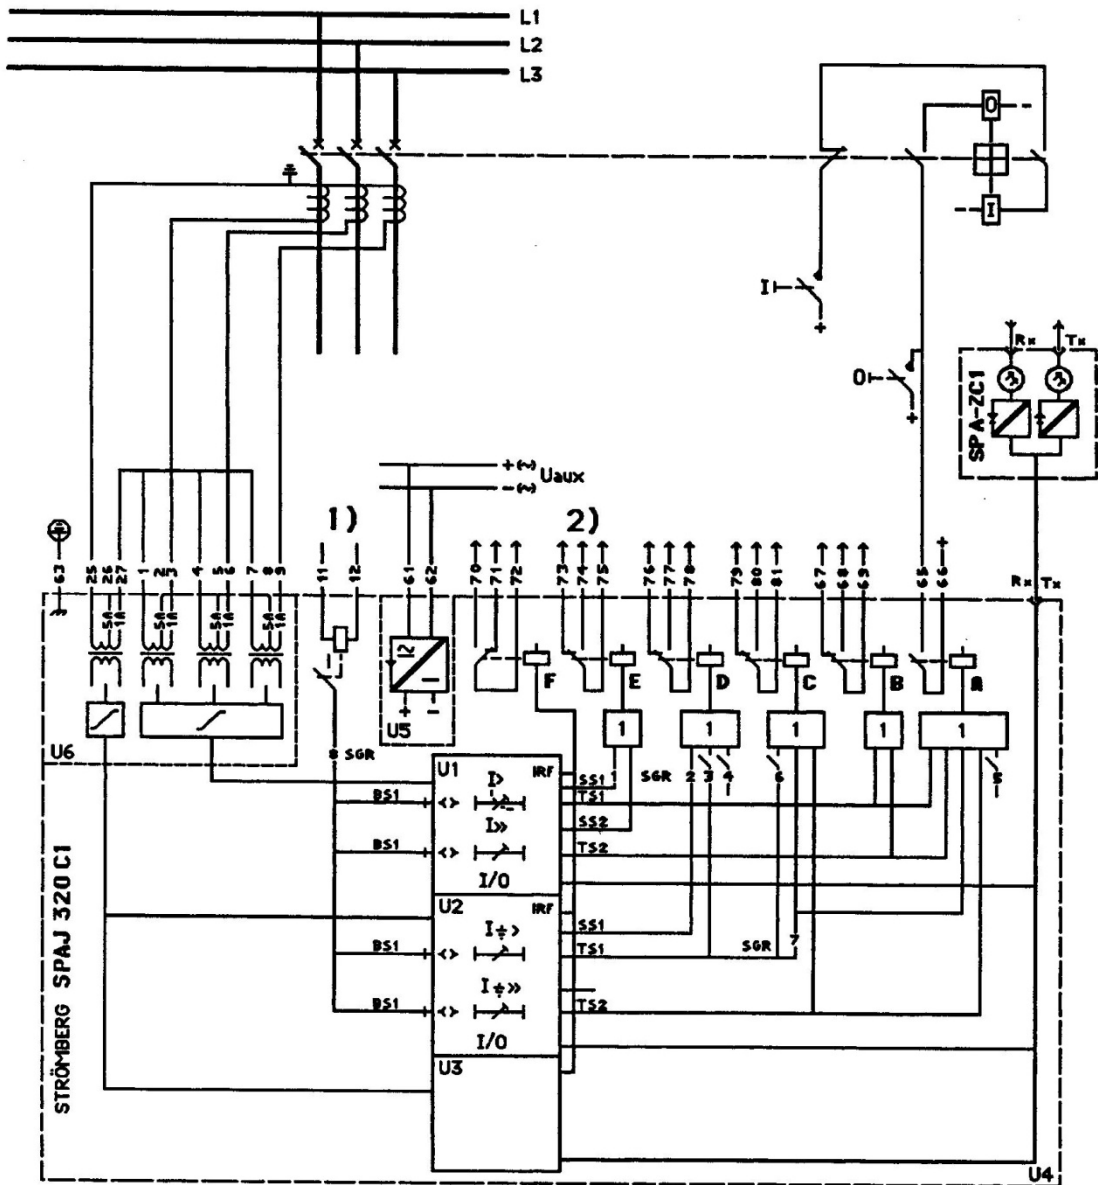 L1
L2
L3
O
I
I
+
O
+
Rx Tx
SPA-ZC1
+(~)
-(~)
Uaux
1)
2)
63 25 26 27 1 2 3 4 5 6 7 8 9 11 12 61 62 70 71 72 73 74 75 76 77 78 79 80 81 67 68 69 65 66 +
Rx Tx
5A 1A 5A 1A 5A 1A 5A 1A
F E D C B A
+ -
U5
1 1 1 1 1
U6
8 SGR
U1 IRF
SS1 1 SGR 2 3 4 6 5
I>
BS1
TS1
SS2
I>>
BS1
TS2
I/O
U2 IRF
SS1
I⏚>
BS1
TS1
SGR 7
I⏚>>
BS1
TS2
I/O
U3
U4
STRÖMBERG SPAJ 320 C1